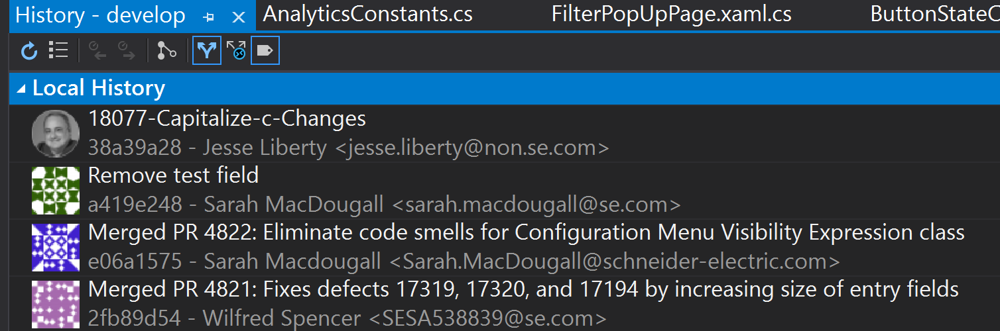 History - develop
AnalyticsConstants.cs
FilterPopUpPage.xaml.cs
Local History
18077-Capitalize-c-Changes
38a39a28 - Jesse Liberty <jesse.liberty@non.se.com>
Remove test field
a419e248 - Sarah MacDougall <sarah.macdougall@se.com>
Merged PR 4822: Eliminate code smells for Configuration Menu Visibility Expression class
e06a1575 - Sarah Macdougall <Sarah.MacDougall@schneider-electric.com>
Merged PR 4821: Fixes defects 17319, 17320, and 17194 by increasing size of entry fields
2fb89d54 - Wilfred Spencer <SESA538839@se.com>